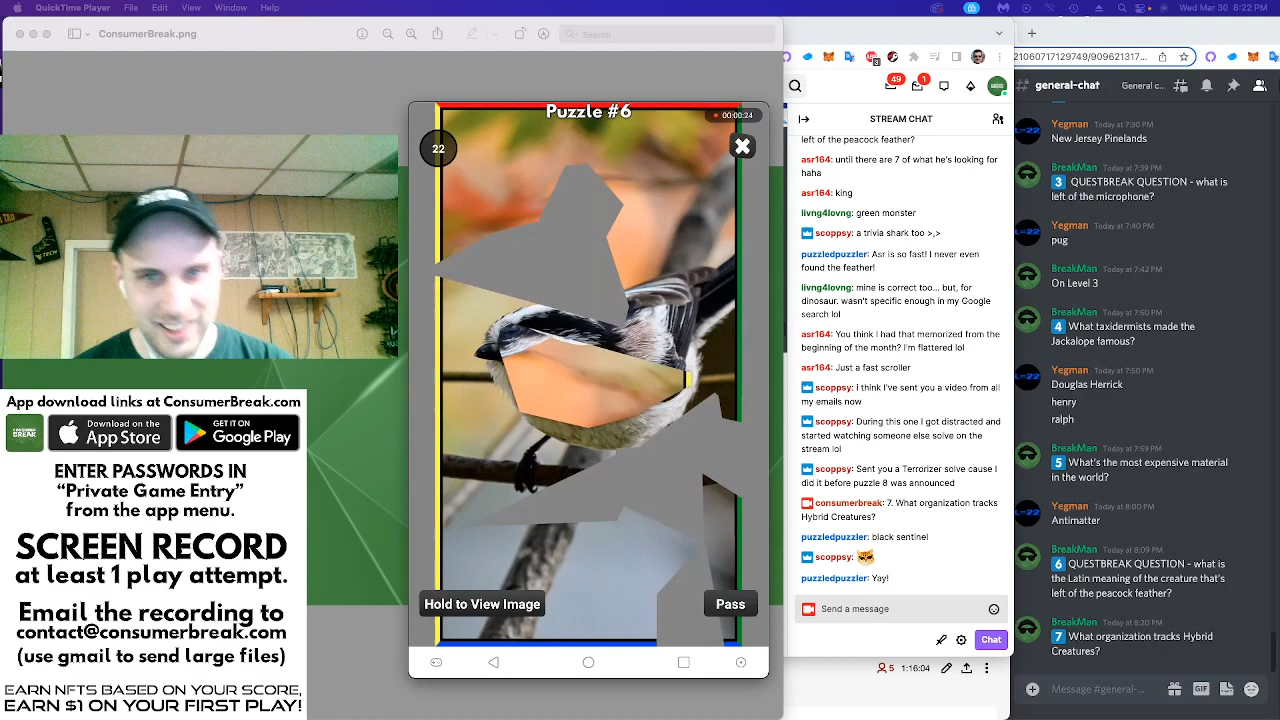 QuickTime Player File Edit View Window Help
Wed Mar 30 8:22 PM
ConsumerBreak.png
Search
Puzzle #6
00:00:24
22
Hold to View Image
Pass
App download links at ConsumerBreak.com
CONSUMER
BREAK
Download on the
App Store
GET IT ON
Google Play
ENTER PASSWORDS IN
“Private Game Entry”
from the app menu.
SCREEN RECORD
at least 1 play attempt.
Email the recording to
contact@consumerbreak.com
(use gmail to send large files)
EARN NFTS BASED ON YOUR SCORE,
EARN $1 ON YOUR FIRST PLAY!
21060717129749/909621317
49
1
STREAM CHAT
left of the peacock feather?
asr164: until there are 7 of what he's looking for
haha
asr164: king
livng4lovng: green monster
scoppsy: a trivia shark too >,>
puzzledpuzzler: Asr is so fast! I never even
found the feather!
livng4lovng: mine is correct too... but, for
dinosaur. wasn't specific enough in my Google
search lol
asr164: You think I had that memorized from the
beginning of the month? I'm flattered lol
asr164: Just a fast scroller
scoppsy: i think I've sent you a video from all
my emails now
scoppsy: During this one I got distracted and
started watching someone else solve on the
stream lol
scoppsy: Sent you a Terrorizer solve cause I
did it before puzzle 8 was announced
consumerbreak: 7. What organization tracks
Hybrid Creatures?
puzzledpuzzler: black sentinel
scoppsy:
puzzledpuzzler: Yay!
Send a message
Chat
5 1:16:04
general-chat General c...
Yegman Today at 7:30 PM
New Jersey Pinelands
BreakMan Today at 7:39 PM
3 QUESTBREAK QUESTION - what is
left of the microphone?
Yegman Today at 7:40 PM
pug
BreakMan Today at 7:42 PM
On Level 3
BreakMan Today at 7:50 PM
4 What taxidermists made the
Jackalope famous?
Yegman Today at 7:50 PM
Douglas Herrick
henry
ralph
BreakMan Today at 7:59 PM
5 What's the most expensive material
in the world?
Yegman Today at 8:00 PM
Antimatter
BreakMan Today at 8:09 PM
6 QUESTBREAK QUESTION - what is
the Latin meaning of the creature that's
left of the peacock feather?
BreakMan Today at 8:20 PM
7 What organization tracks Hybrid
Creatures?
Message #general-...
GIF